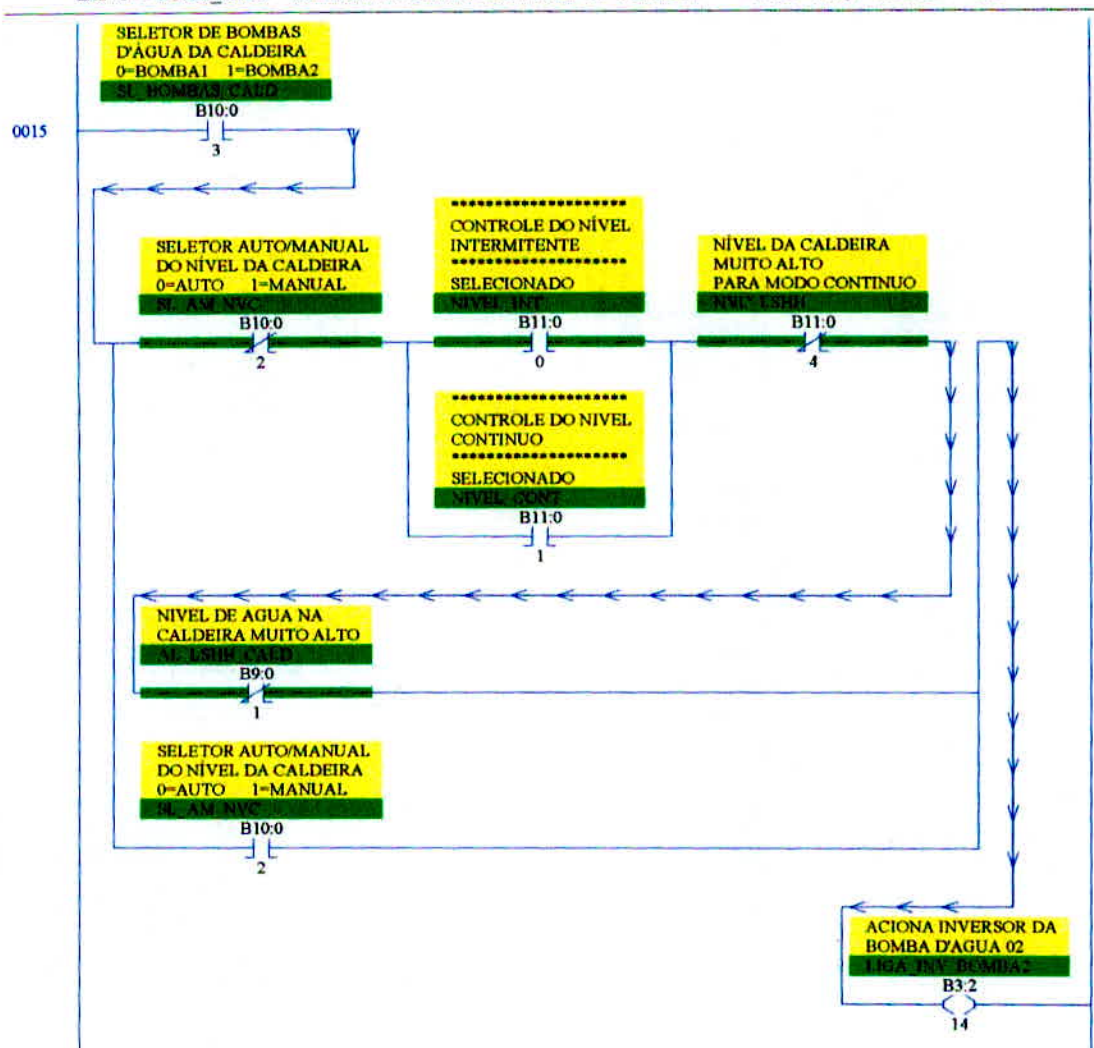 SELETOR DE BOMBAS
D'ÁGUA DA CALDEIRA
0=BOMBA1 1=BOMBA2
SL_BOMBAS_CALD
B10:0
0015
3
SELETOR AUTO/MANUAL
DO NÍVEL DA CALDEIRA
0=AUTO 1=MANUAL
SL_AM_NVC
B10:0
2
********************
CONTROLE DO NÍVEL
INTERMITENTE
********************
SELECIONADO
NIVEL_INT
B11:0
0
NÍVEL DA CALDEIRA
MUITO ALTO
PARA MODO CONTINUO
NVC_LSHH
B11:0
4
********************
CONTROLE DO NIVEL
CONTINUO
********************
SELECIONADO
NIVEL_CONT
B11:0
1
NIVEL DE AGUA NA
CALDEIRA MUITO ALTO
AL_LSHH_CALD
B9:0
1
SELETOR AUTO/MANUAL
DO NÍVEL DA CALDEIRA
0=AUTO 1=MANUAL
SL_AM_NVC
B10:0
2
ACIONA INVERSOR DA
BOMBA D'AGUA 02
LIGA_INV_BOMBA2
B3:2
14